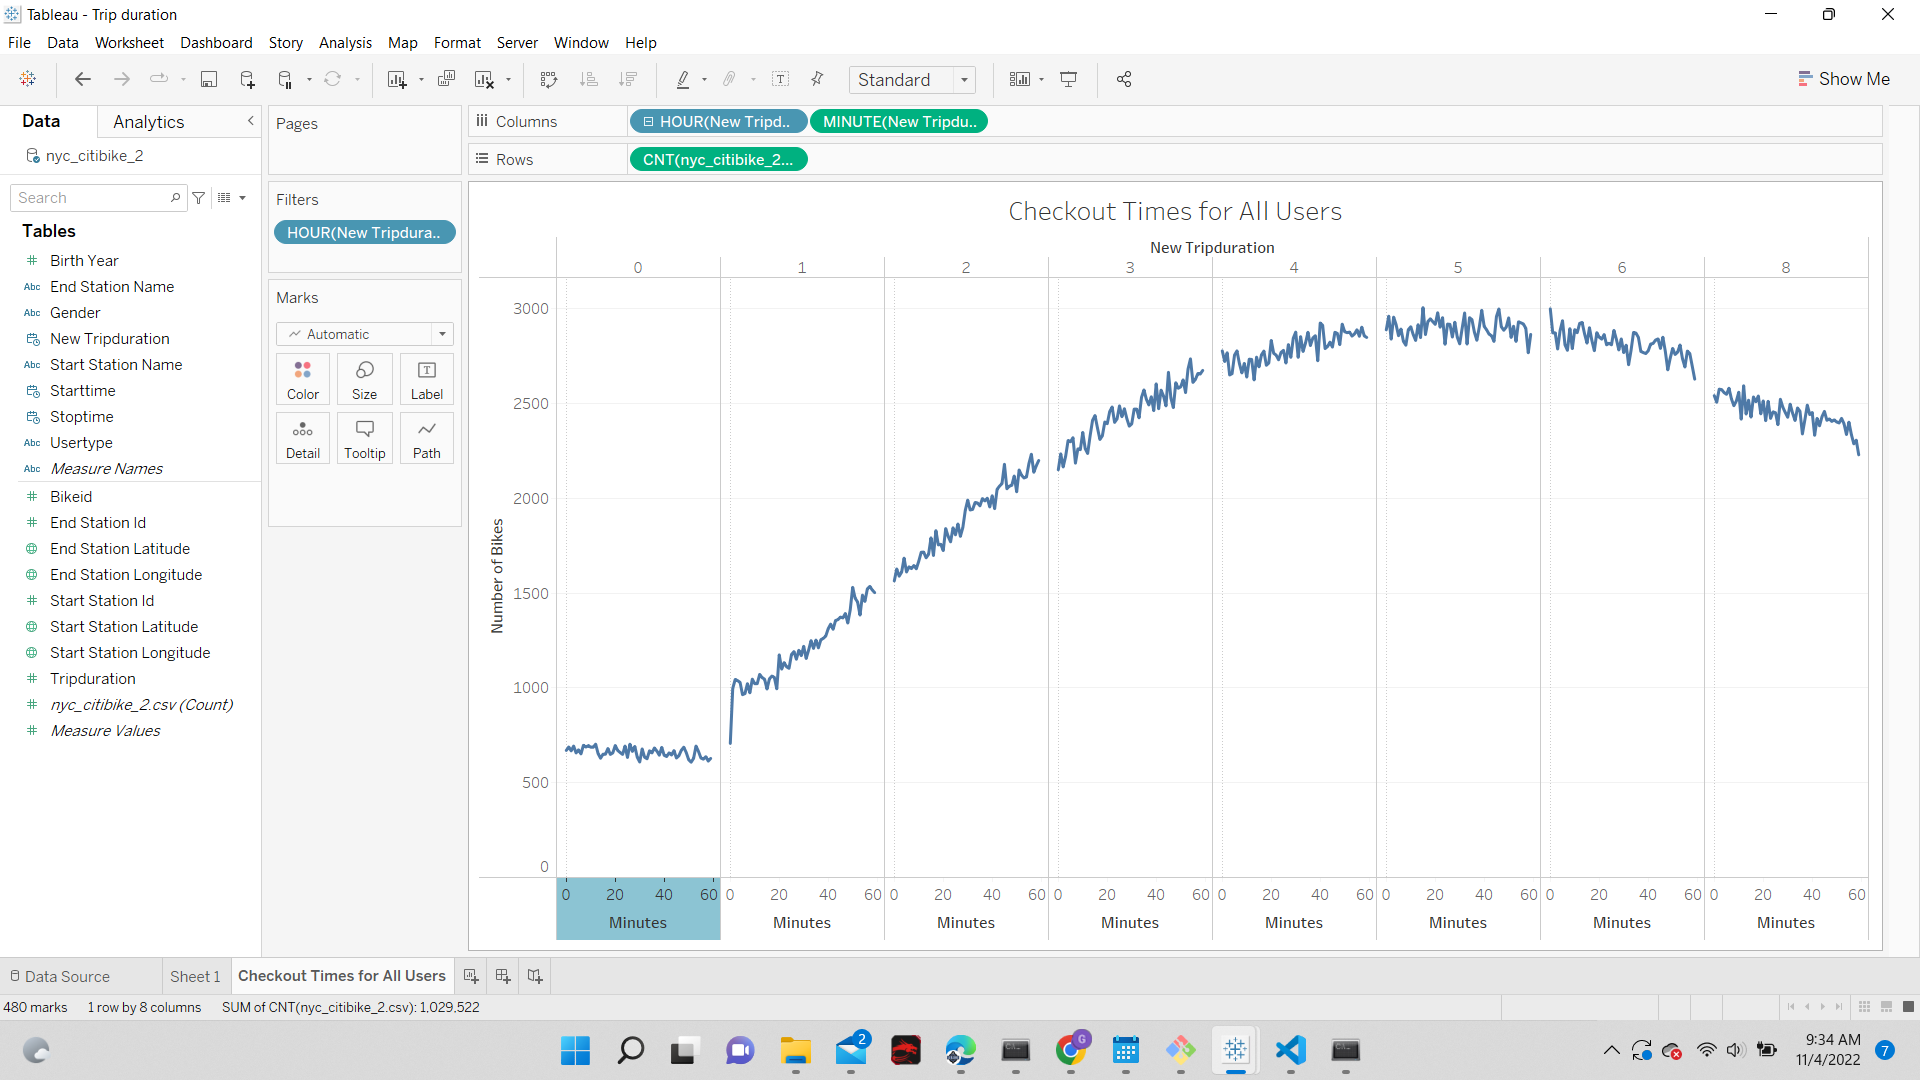 Tableau - Trip duration
File Data Worksheet Dashboard Story Analysis Map Format Server Window Help
Standard
Show Me
Data Analytics
nyc_citibike_2
Search
Tables
# Birth Year
Abc End Station Name
Abc Gender
New Tripduration
Abc Start Station Name
Starttime
Stoptime
Abc Usertype
Abc Measure Names
# Bikeid
# End Station Id
End Station Latitude
End Station Longitude
# Start Station Id
Start Station Latitude
Start Station Longitude
# Tripduration
# nyc_citibike_2.csv (Count)
# Measure Values
Pages
Filters
HOUR(New Tripdura..
Marks
Automatic
Color Size Label
Detail Tooltip Path
Columns HOUR(New Tripd.. MINUTE(New Tripdu..
Rows CNT(nyc_citibike_2...
Checkout Times for All Users
New Tripduration
0 1 2 3 4 5 6 8
Number of Bikes
3000
2500
2000
1500
1000
500
0
0 20 40 60 0 20 40 60 0 20 40 60 0 20 40 60 0 20 40 60 0 20 40 60 0 20 40 60 0 20 40 60
Minutes Minutes Minutes Minutes Minutes Minutes Minutes Minutes
Data Source Sheet 1 Checkout Times for All Users
480 marks 1 row by 8 columns SUM of CNT(nyc_citibike_2.csv): 1,029,522
2
G
9:34 AM
11/4/2022
7